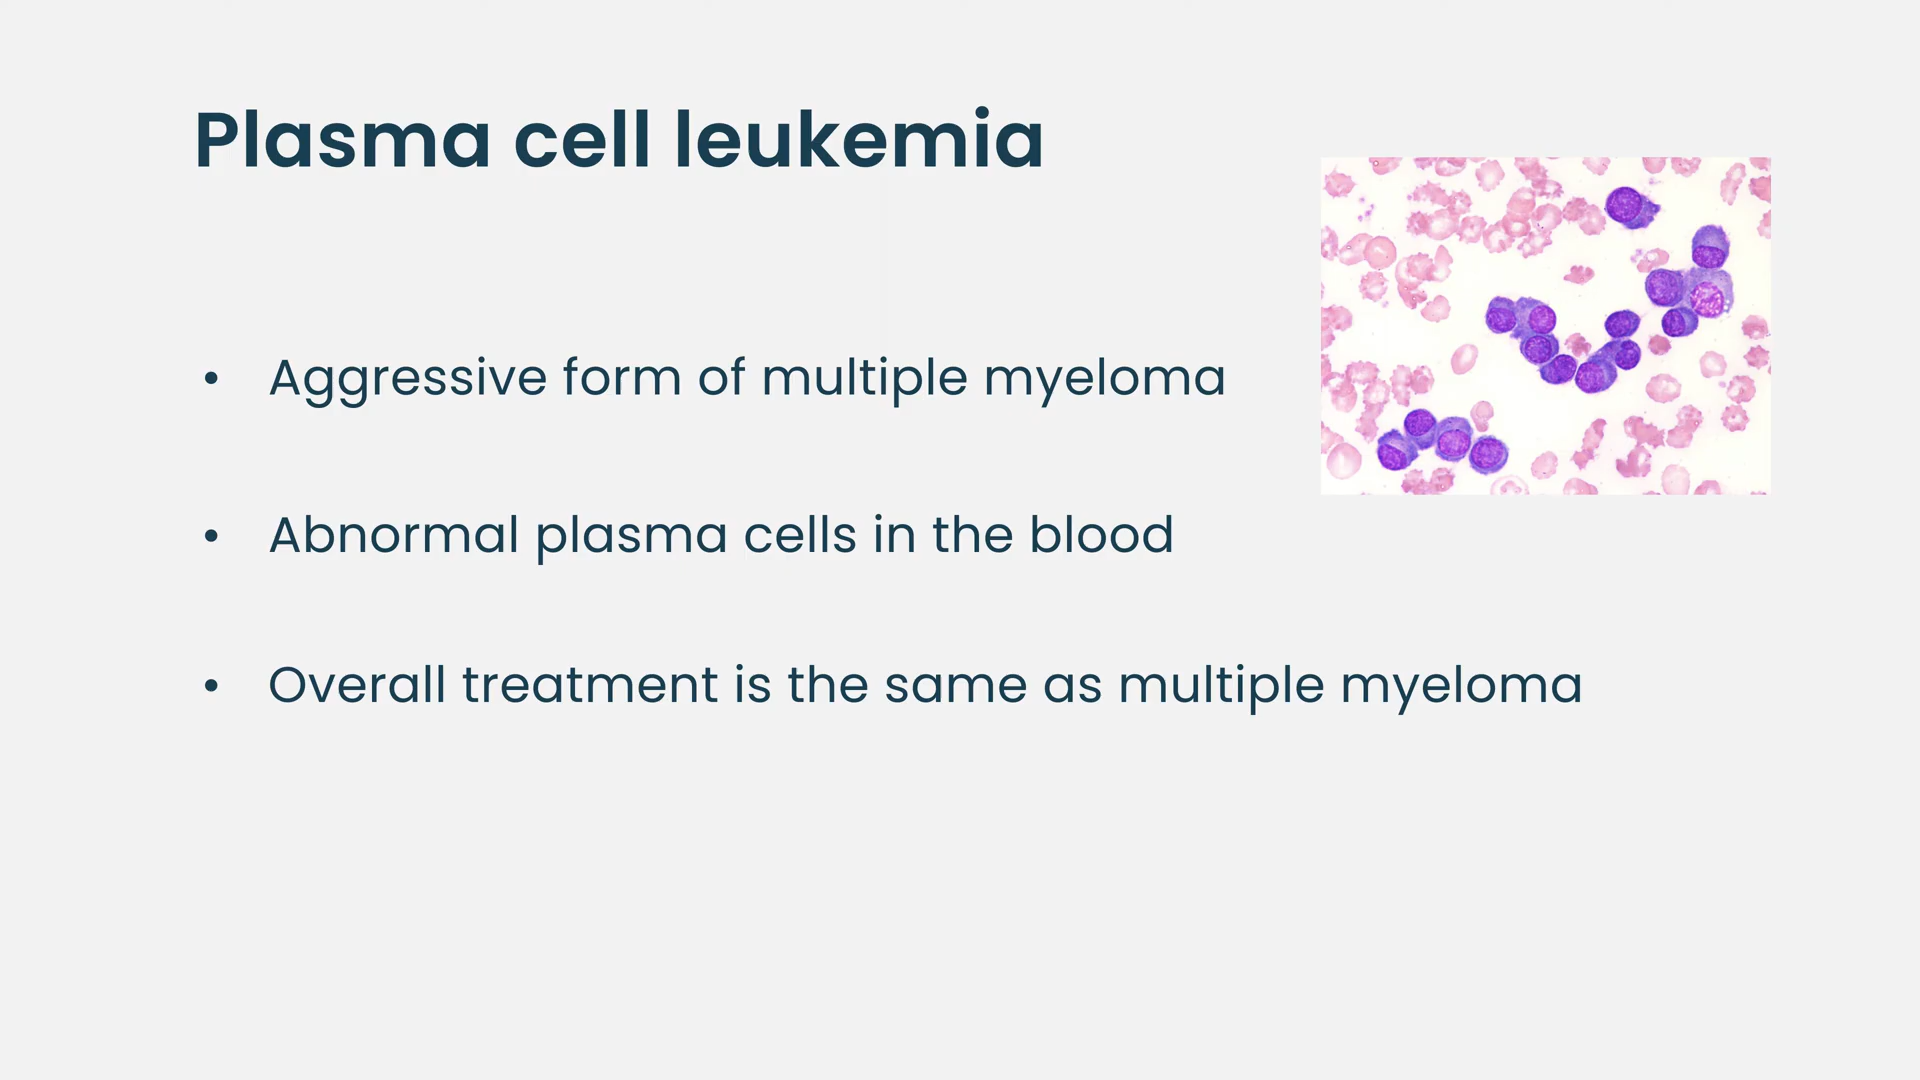 Plasma cell leukemia
• Aggressive form of multiple myeloma
• Abnormal plasma cells in the blood
• Overall treatment is the same as multiple myeloma